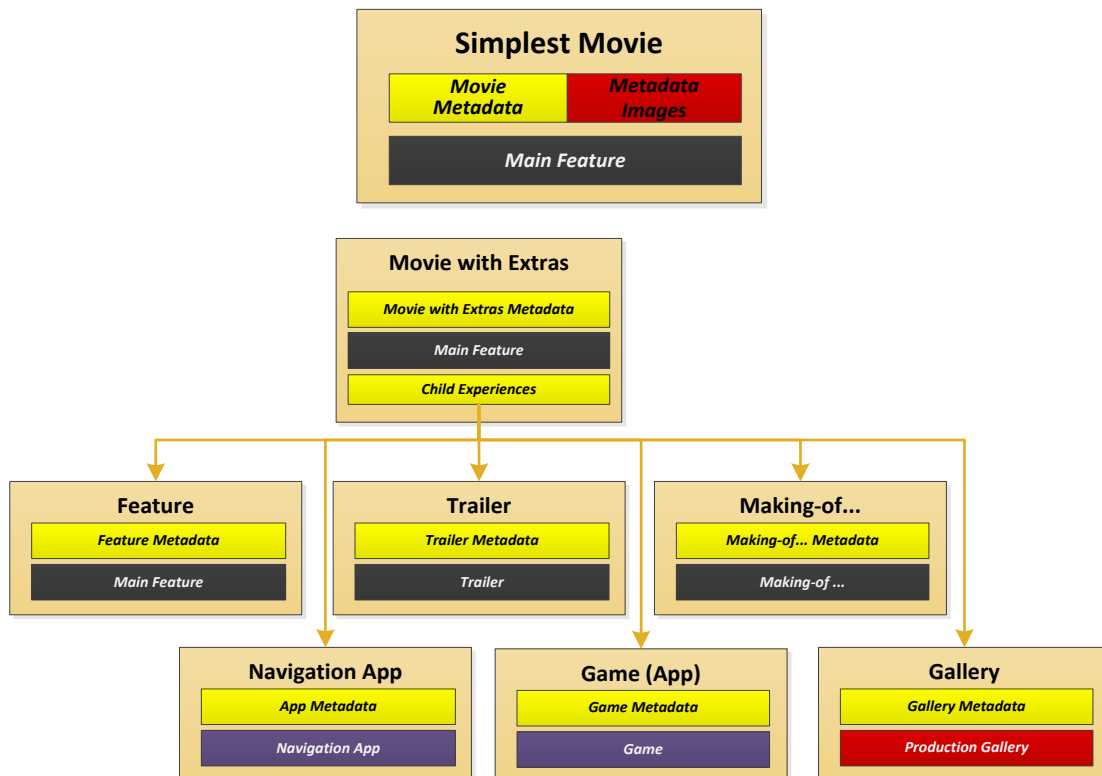 Simplest Movie
Movie
Metadata
Metadata
Images
Main Feature
Movie with Extras
Movie with Extras Metadata
Main Feature
Child Experiences
Feature
Feature Metadata
Main Feature
Trailer
Trailer Metadata
Trailer
Making-of...
Making-of... Metadata
Making-of ...
Navigation App
App Metadata
Navigation App
Game (App)
Game Metadata
Game
Gallery
Gallery Metadata
Production Gallery